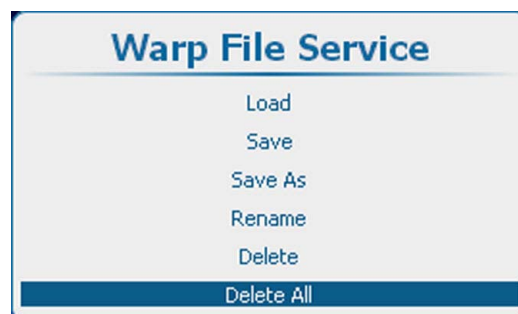 Warp File Service
Load
Save
Save As
Rename
Delete
Delete All